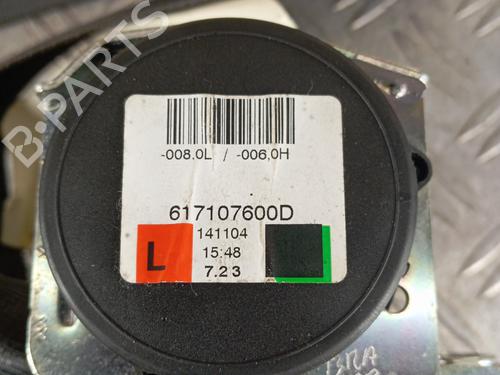 B-PARTS
-008,0L / -006,0H
617107600D
L
141104
15:48
7.23